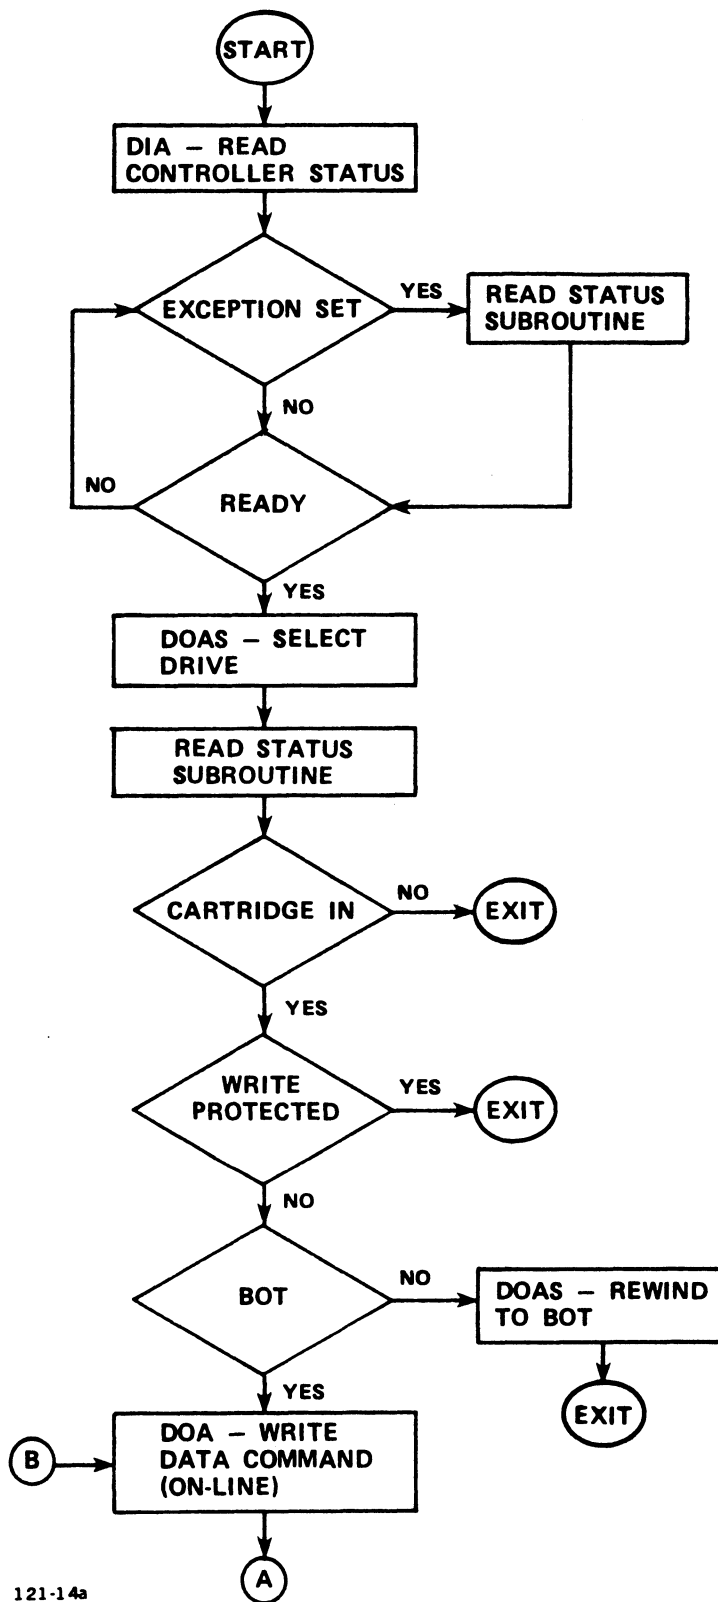 START
DIA – READ
CONTROLLER STATUS
EXCEPTION SET
YES
READ STATUS
SUBROUTINE
NO
NO
READY
YES
DOAS – SELECT
DRIVE
READ STATUS
SUBROUTINE
CARTRIDGE IN
NO
EXIT
YES
WRITE
PROTECTED
YES
EXIT
NO
BOT
NO
DOAS – REWIND
TO BOT
EXIT
YES
DOA – WRITE
DATA COMMAND
(ON-LINE)
B
A
121-14a